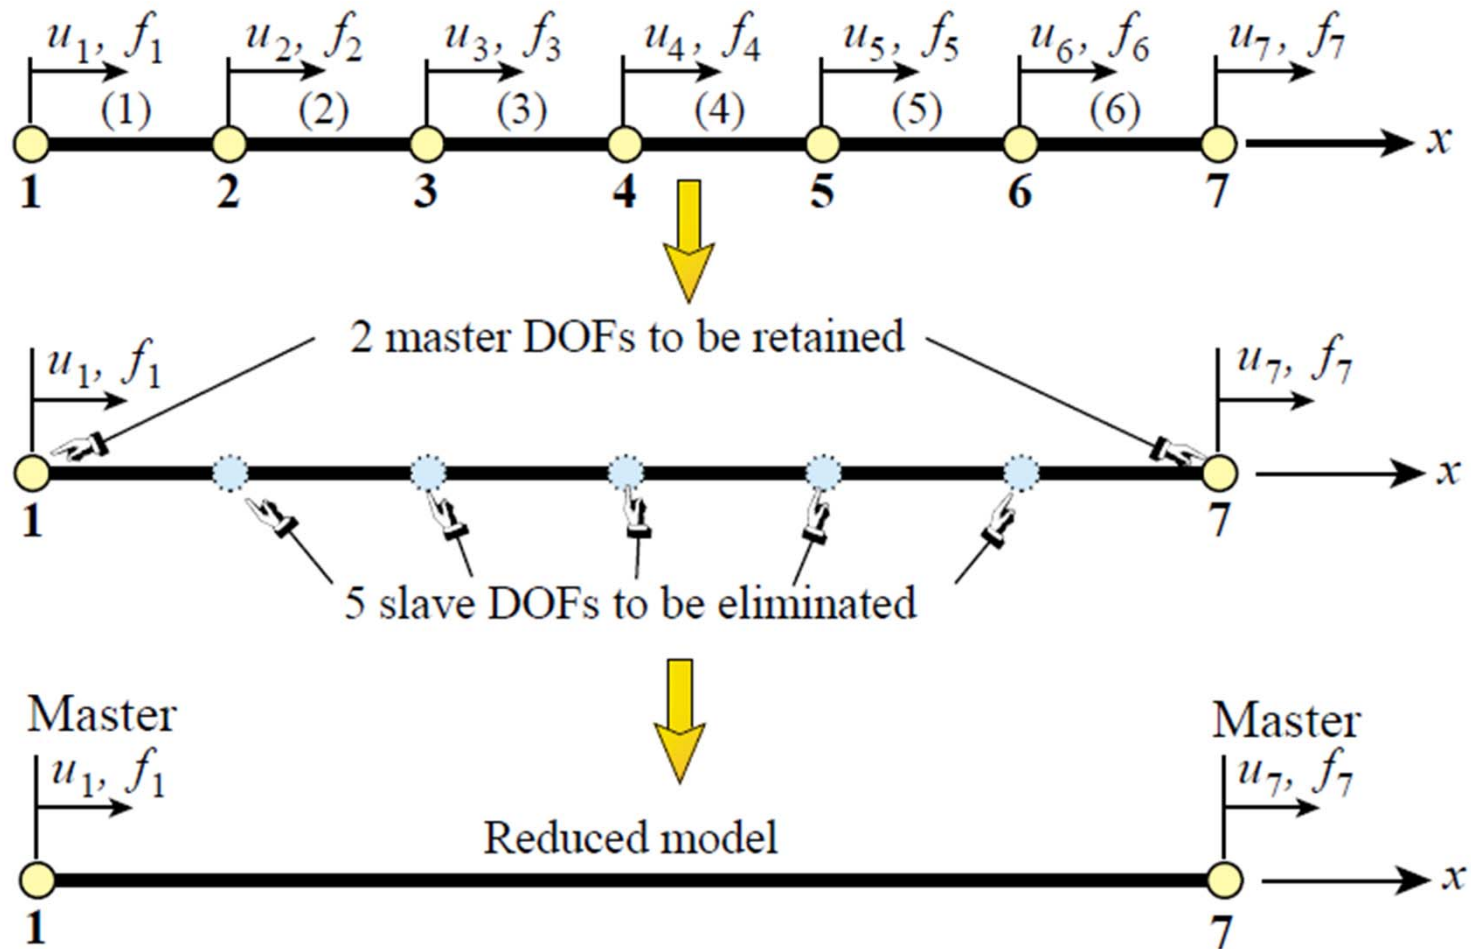 u1, f1 u2, f2 u3, f3 u4, f4 u5, f5 u6, f6 u7, f7
(1) (2) (3) (4) (5) (6)
x
1 2 3 4 5 6 7
2 master DOFs to be retained
u1, f1 u7, f7
x
1 7
5 slave DOFs to be eliminated
Master Master
u1, f1 u7, f7
Reduced model
x
1 7